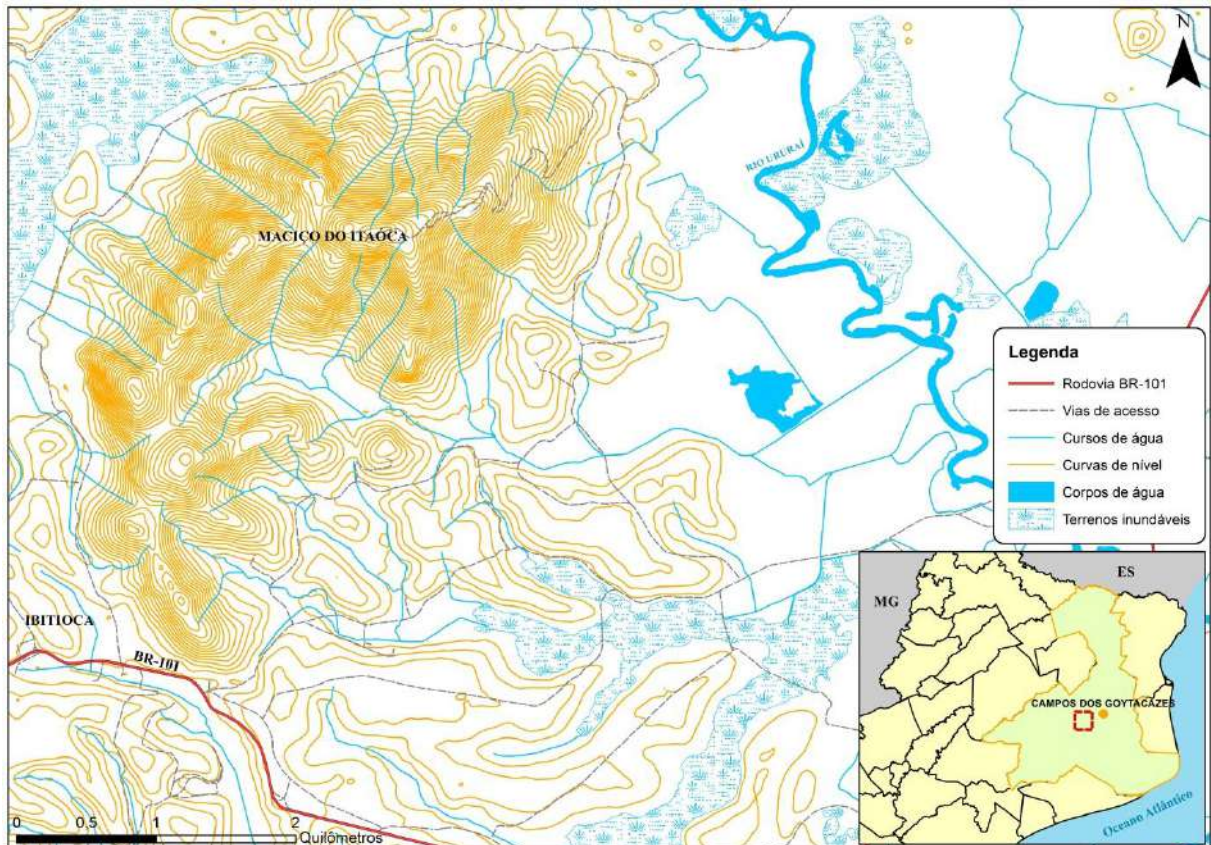 N
RIO URURAÍ
MACIÇO DO ITAÓCA
Legenda
Rodovia BR-101
Vias de acesso
Cursos de água
Curvas de nível
Corpos de água
Terrenos inundáveis
IBITIOCA
BR-101
ES
MG
CAMPOS DOS GOYTACAZES
Oceano Atlântico
0 0,5 1 2
Quilômetros